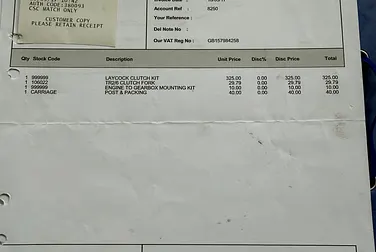 AUTH CODE:380093
CSC WATCH ONLY
CUSTOMER COPY
PLEASE RETAIN RECEIPT
Account Ref : 8250
Your Reference :
Del Note No :
Our VAT Reg No : GB157984258
Qty Stock Code Description Unit Price Disc% Disc Price Total
1 999999 LAYCOCK CLUTCH KIT 325.00 0.00 325.00 325.00
1 106022 TR2/6 CLUTCH FORK 29.79 0.00 29.79 29.79
1 999999 ENGINE TO GEARBOX MOUNTING KIT 10.00 0.00 10.00 10.00
1 CARRIAGE POST & PACKING 40.00 0.00 40.00 40.00